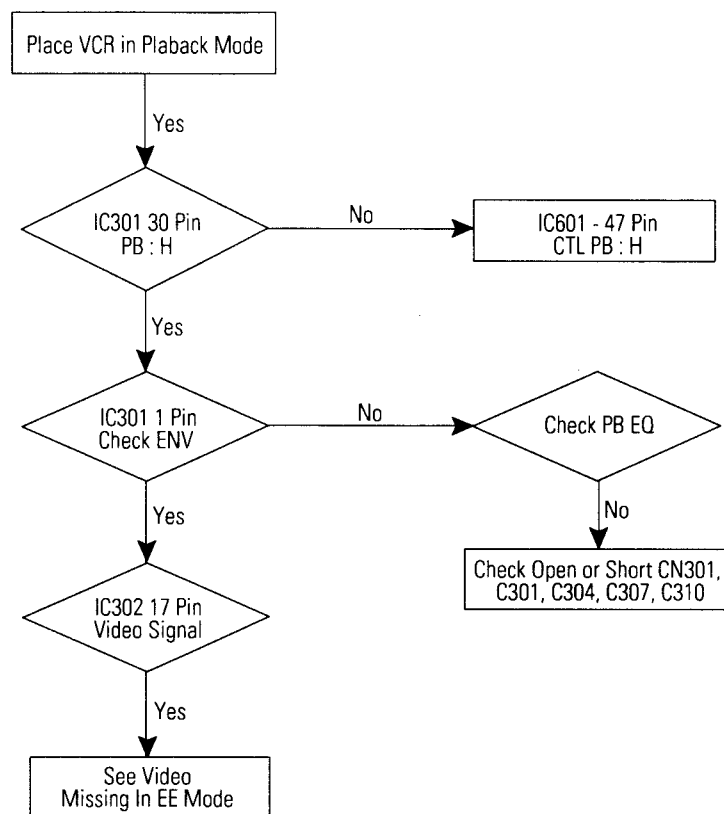 Place VCR in Plaback Mode
Yes
IC301 30 Pin
PB : H
No
IC601 - 47 Pin
CTL PB : H
Yes
IC301 1 Pin
Check ENV
No
Check PB EQ
Yes
No
Check Open or Short CN301,
C301, C304, C307, C310
IC302 17 Pin
Video Signal
Yes
See Video
Missing In EE Mode